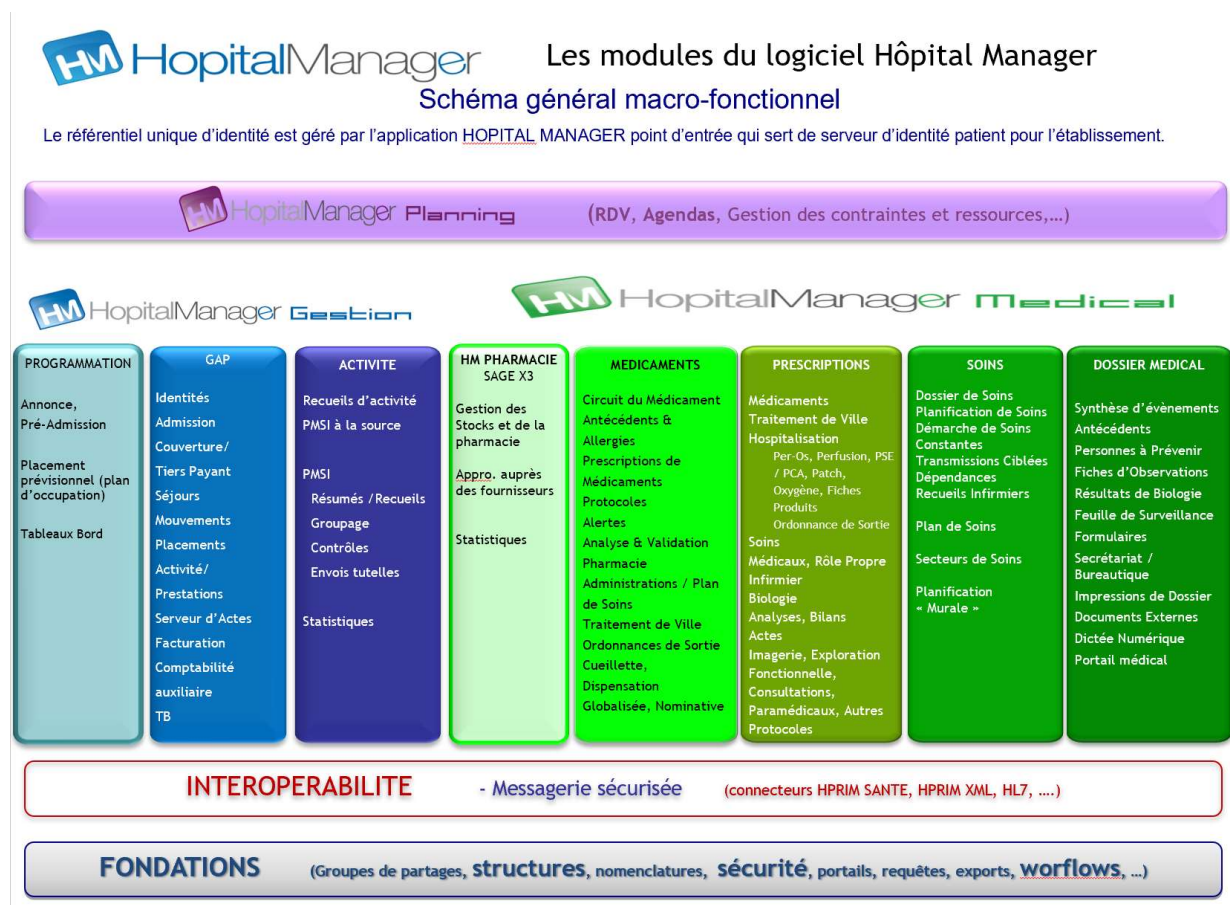 HM HopitalManager
Les modules du logiciel Hôpital Manager
Schéma général macro-fonctionnel
Le référentiel unique d'identité est géré par l'application HOPITAL MANAGER point d'entrée qui sert de serveur d'identité patient pour l'établissement.
HM HopitalManager Planning (RDV, Agendas, Gestion des contraintes et ressources,...)
HM HopitalManager Gestion
HM HopitalManager Medical
PROGRAMMATION
Annonce,
Pré-Admission
Placement
prévisionnel (plan
d'occupation)
Tableaux Bord
GAP
Identités
Admission
Couverture/
Tiers Payant
Séjours
Mouvements
Placements
Activité/
Prestations
Serveur d'Actes
Facturation
Comptabilité
auxiliaire
TB
ACTIVITE
Recueils d'activité
PMSI à la source
PMSI
Résumés /Recueils
Groupage
Contrôles
Envois tutelles
Statistiques
HM PHARMACIE
SAGE X3
Gestion des
Stocks et de la
pharmacie
Appro. auprès
des fournisseurs
Statistiques
MEDICAMENTS
Circuit du Médicament
Antécédents &
Allergies
Prescriptions de
Médicaments
Protocoles
Alertes
Analyse & Validation
Pharmacie
Administrations / Plan
de Soins
Traitement de Ville
Ordonnances de Sortie
Cueillette,
Dispensation
Globalisée, Nominative
PRESCRIPTIONS
Médicaments
Traitement de Ville
Hospitalisation
Per-Os, Perfusion, PSE
/ PCA, Patch,
Oxygène, Fiches
Produits
Ordonnance de Sortie
Soins
Médicaux, Rôle Propre
Infirmier
Biologie
Analyses, Bilans
Actes
Imagerie, Exploration
Fonctionnelle,
Consultations,
Paramédicaux, Autres
Protocoles
SOINS
Dossier de Soins
Planification de Soins
Démarche de Soins
Constantes
Transmissions Ciblées
Dépendances
Recueils Infirmiers
Plan de Soins
Secteurs de Soins
Planification
« Murale »
DOSSIER MEDICAL
Synthèse d'évènements
Antécédents
Personnes à Prévenir
Fiches d'Observations
Résultats de Biologie
Feuille de Surveillance
Formulaires
Secrétariat /
Bureautique
Impressions de Dossier
Documents Externes
Dictée Numérique
Portail médical
INTEROPERABILITE - Messagerie sécurisée (connecteurs HPRIM SANTE, HPRIM XML, HL7, ....)
FONDATIONS (Groupes de partages, structures, nomenclatures, sécurité, portails, requêtes, exports, worflows, ...)